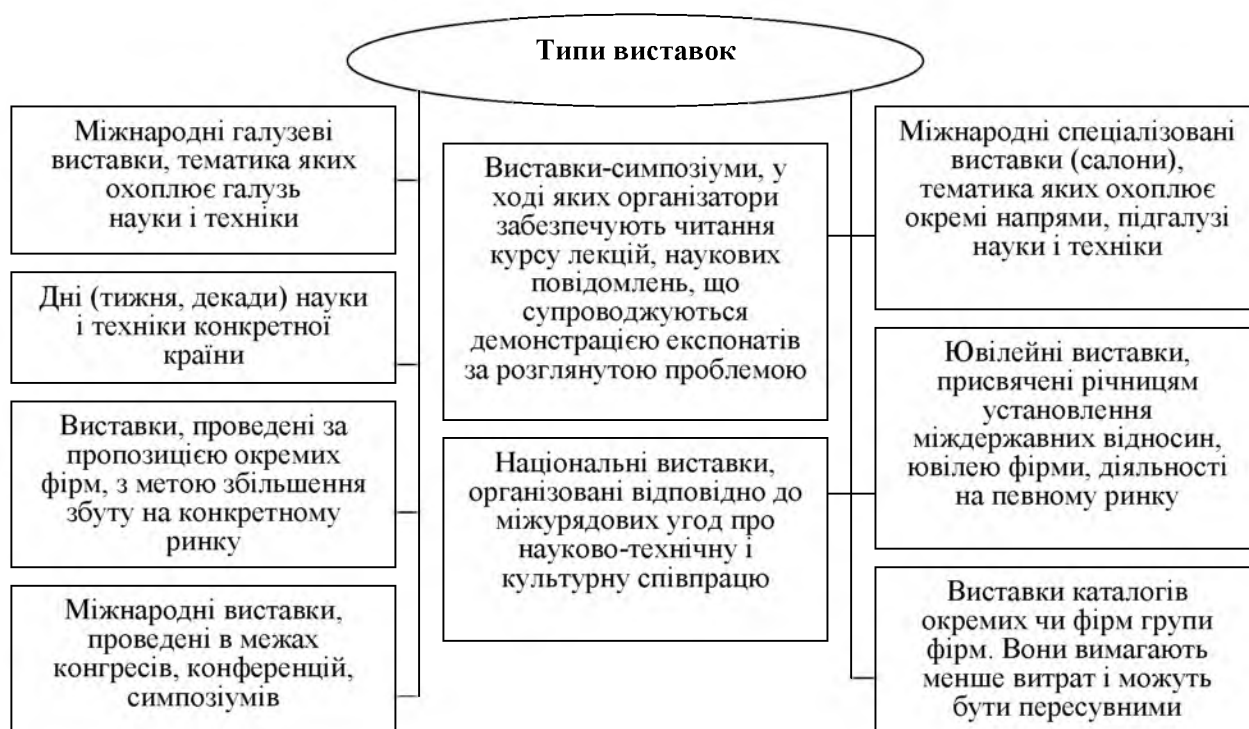 Типи виставок
Міжнародні галузеві
виставки, тематика яких
охоплює галузь
науки і техніки
Дні (тижня, декади) науки
і техніки конкретної
країни
Виставки, проведені за
пропозицією окремих
фірм, з метою збільшення
збуту на конкретному
ринку
Міжнародні виставки,
проведені в межах
конгресів, конференцій,
симпозіумів
Виставки-симпозіуми, у
ході яких організатори
забезпечують читання
курсу лекцій, наукових
повідомлень, що
супроводжуються
демонстрацією експонатів
за розглянутою проблемою
Національні виставки,
організовані відповідно до
міжурядових угод про
науково-технічну і
культурну співпрацю
Міжнародні спеціалізовані
виставки (салони),
тематика яких охоплює
окремі напрями, підгалузі
науки і техніки
Ювілейні виставки,
присвячені річницям
установлення
міждержавних відносин,
ювілею фірми, діяльності
на певному ринку
Виставки каталогів
окремих чи фірм групи
фірм. Вони вимагають
менше витрат і можуть
бути пересувними